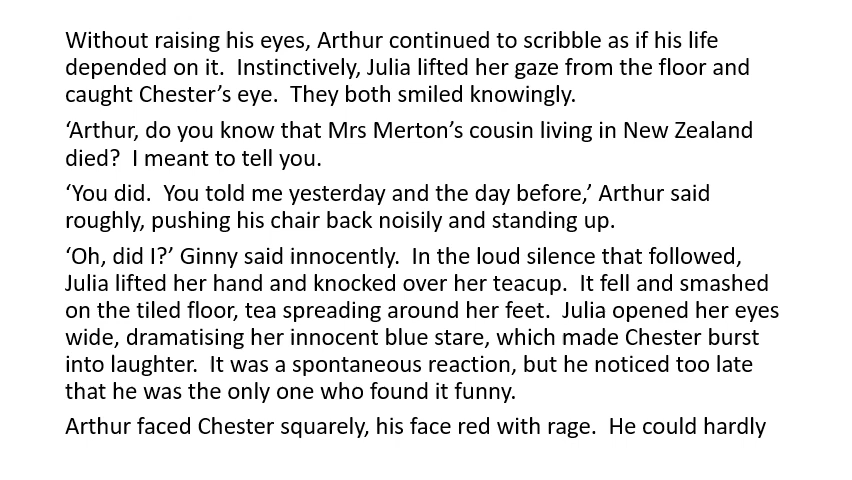 Without raising his eyes, Arthur continued to scribble as if his life
depended on it.  Instinctively, Julia lifted her gaze from the floor and
caught Chester’s eye.  They both smiled knowingly.
‘Arthur, do you know that Mrs Merton’s cousin living in New Zealand
died?  I meant to tell you.
‘You did.  You told me yesterday and the day before,’ Arthur said
roughly, pushing his chair back noisily and standing up.
‘Oh, did I?’ Ginny said innocently.  In the loud silence that followed,
Julia lifted her hand and knocked over her teacup.  It fell and smashed
on the tiled floor, tea spreading around her feet.  Julia opened her eyes
wide, dramatising her innocent blue stare, which made Chester burst
into laughter.  It was a spontaneous reaction, but he noticed too late
that he was the only one who found it funny.
Arthur faced Chester squarely, his face red with rage.  He could hardly